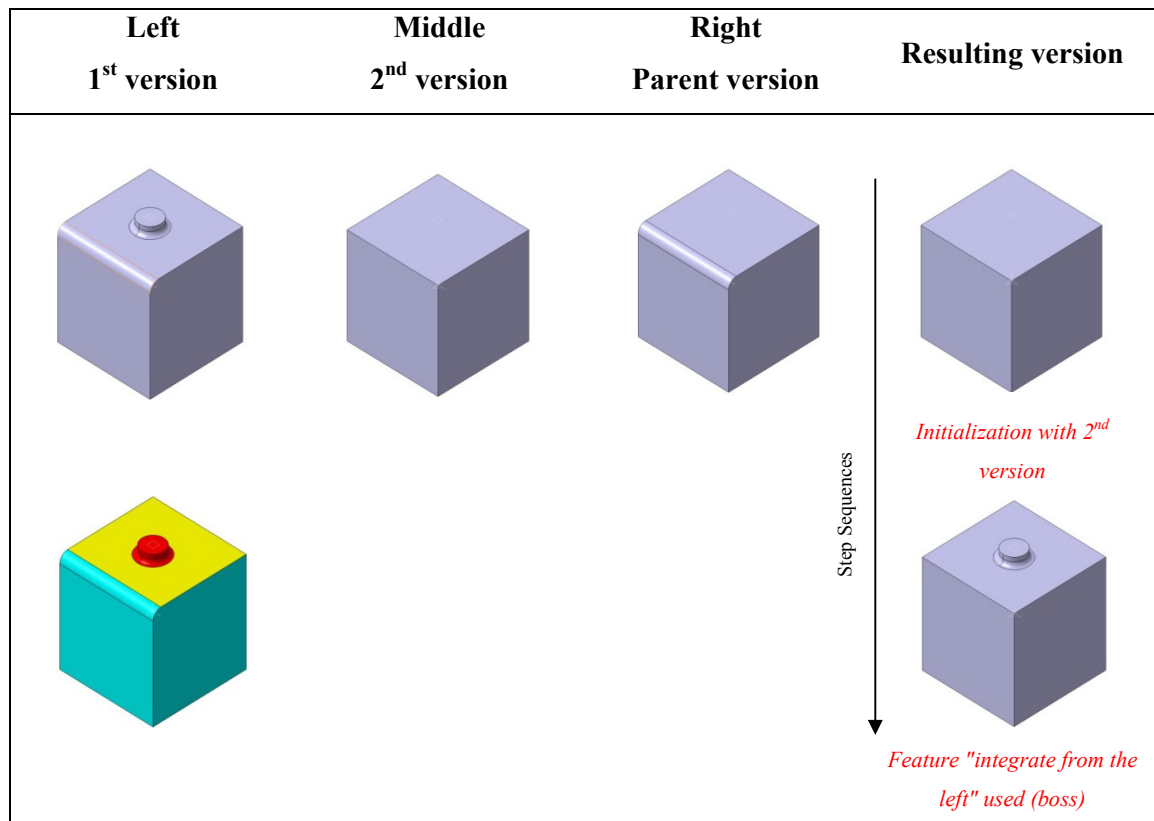 Left
1st version
Middle
2nd version
Right
Parent version
Resulting version
Initialization with 2nd
version
Step Sequences
Feature "integrate from the
left" used (boss)